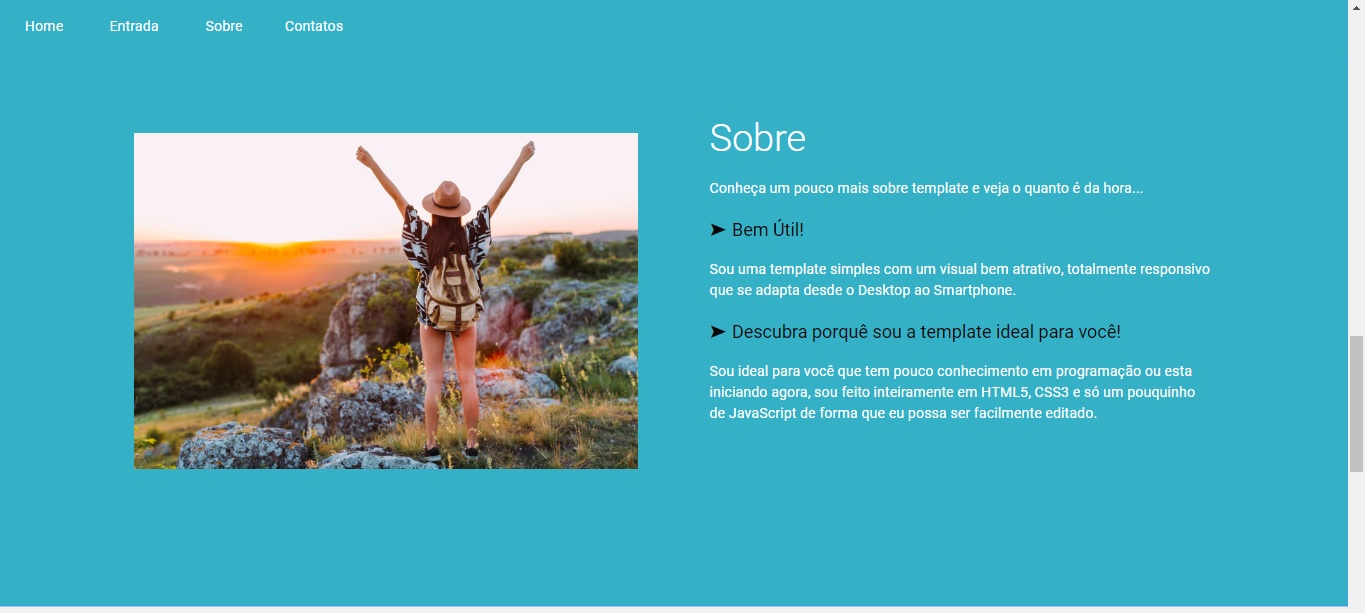 Home Entrada Sobre Contatos
Sobre
Conheça um pouco mais sobre template e veja o quanto é da hora...
➤ Bem Útil!
Sou uma template simples com um visual bem atrativo, totalmente responsivo
que se adapta desde o Desktop ao Smartphone.
➤ Descubra porquê sou a template ideal para você!
Sou ideal para você que tem pouco conhecimento em programação ou esta
iniciando agora, sou feito inteiramente em HTML5, CSS3 e só um pouquinho
de JavaScript de forma que eu possa ser facilmente editado.